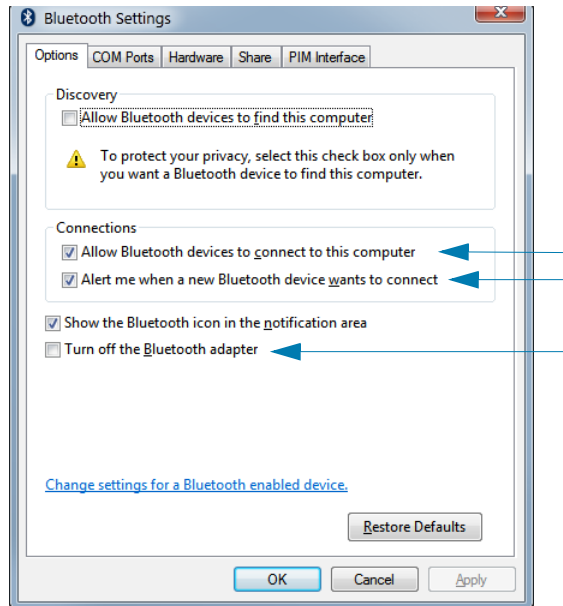 Bluetooth Settings
Options COM Ports Hardware Share PIM Interface
Discovery
Allow Bluetooth devices to find this computer
To protect your privacy, select this check box only when
you want a Bluetooth device to find this computer.
Connections
Allow Bluetooth devices to connect to this computer
Alert me when a new Bluetooth device wants to connect
Show the Bluetooth icon in the notification area
Turn off the Bluetooth adapter
Change settings for a Bluetooth enabled device.
Restore Defaults
OK Cancel Apply